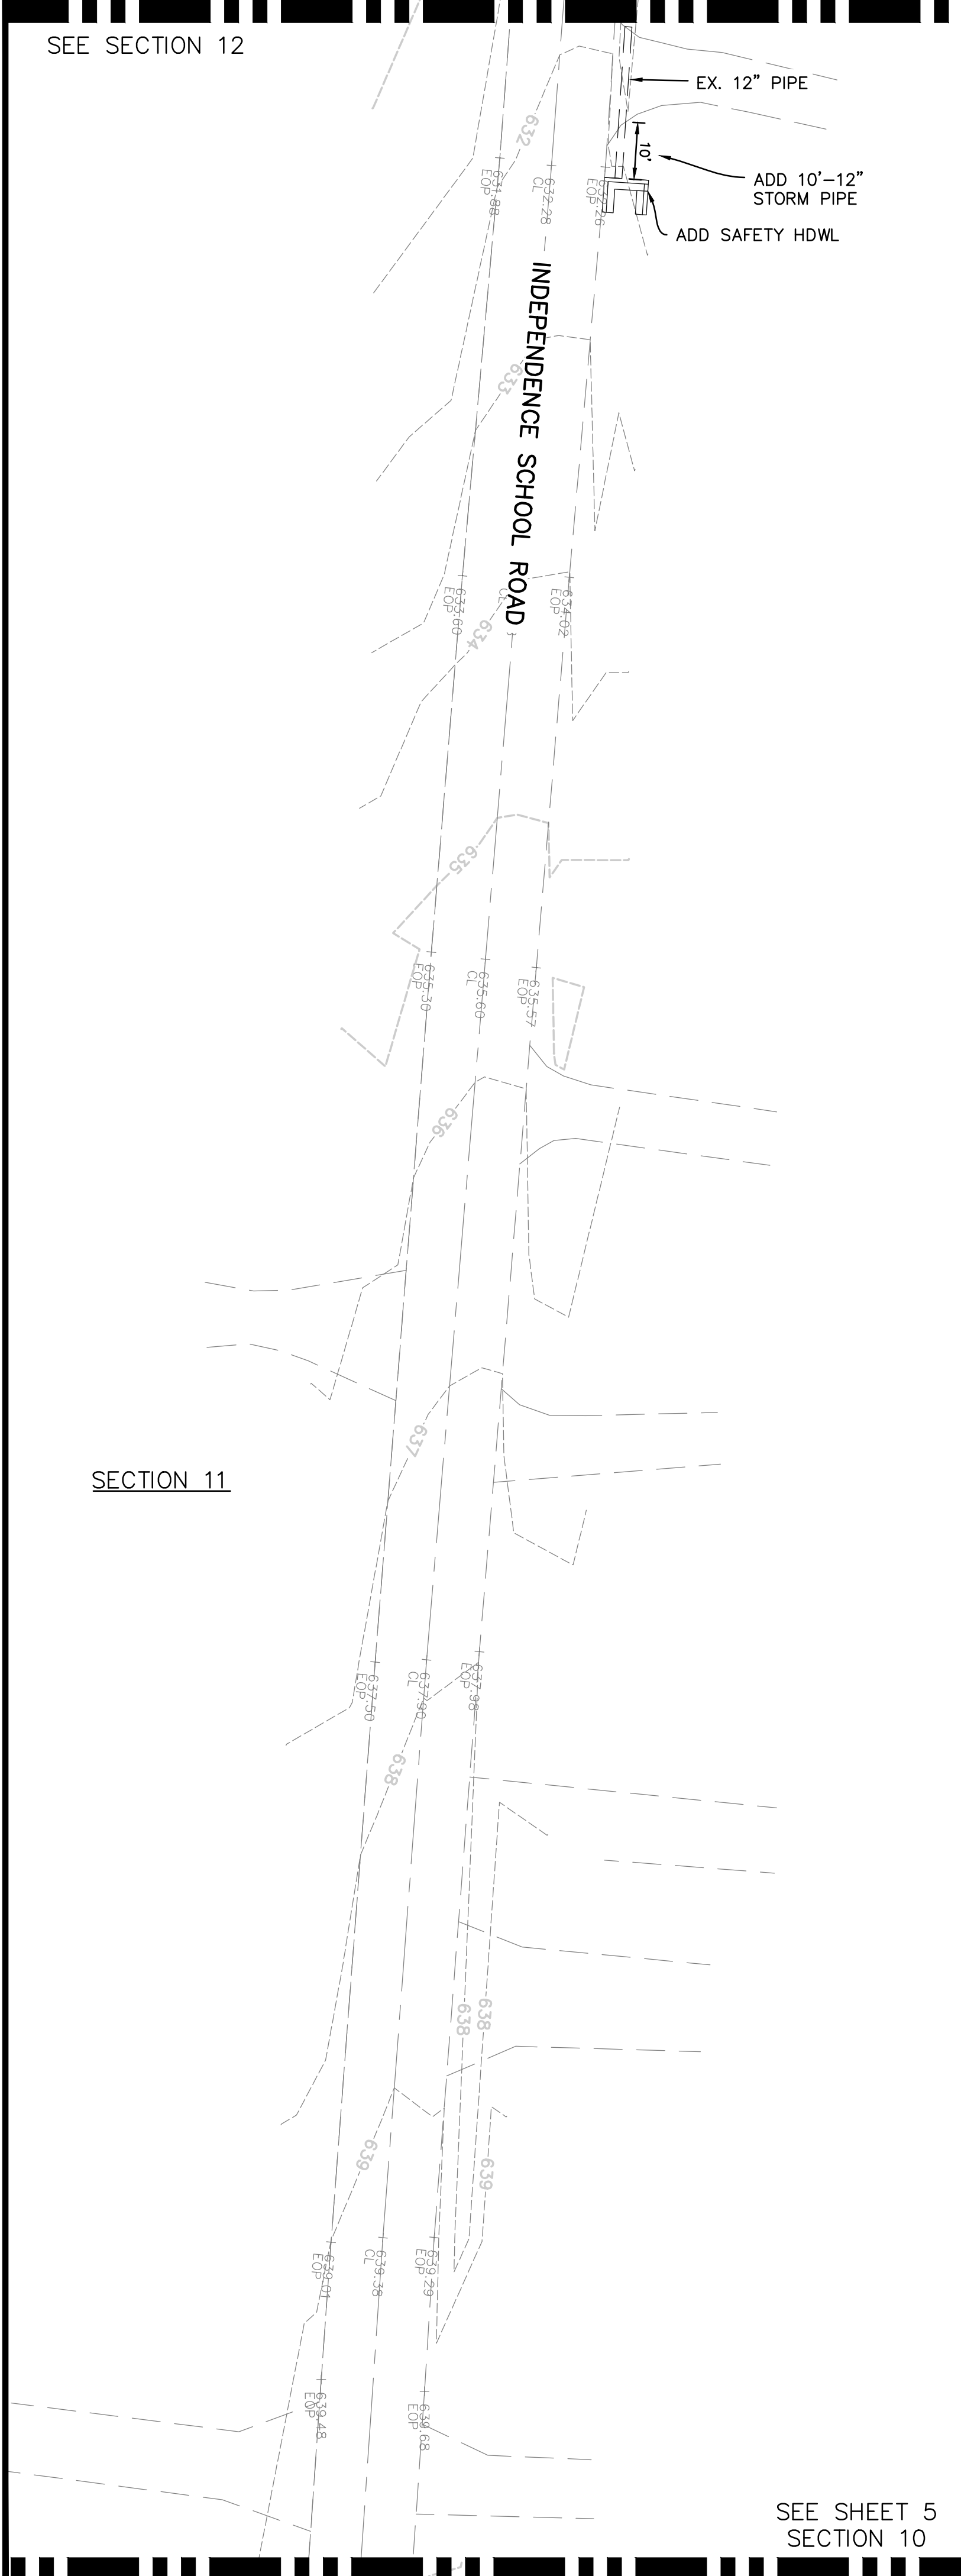 SEE SECTION 12
EX. 12" PIPE
10'
ADD 10'-12"
STORM PIPE
ADD SAFETY HDWL
632
631.88
EOP
632.28
CL
632.26
EOP
INDEPENDENCE SCHOOL ROAD
633
633.60
EOP
CL
634.02
EOP
634
635
635.30
EOP
635.60
CL
635.57
EOP
636
637
SECTION 11
637.50
EOP
637.90
CL
637.98
EOP
638
638
638
639
639
639.01
EOP
639.38
CL
639.29
EOP
639.48
EOP
639.68
EOP
SEE SHEET 5
SECTION 10